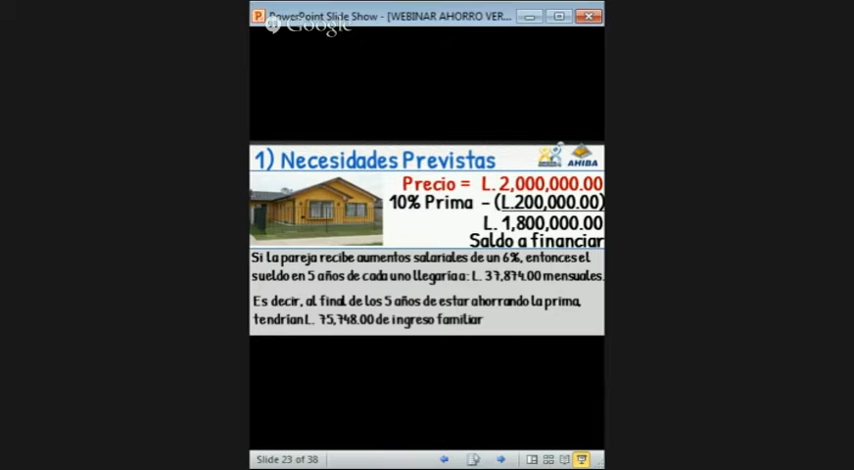 PowerPoint Slide Show - [WEBINAR AHORRO VER...
Google
1) Necesidades Previstas
AHIBA
Precio = L. 2,000,000.00
10% Prima - (L.200,000.00)
L. 1,800,000.00
Saldo a financiar
Si la pareja recibe aumentos salariales de un 6%, entonces el
sueldo en 5 años de cada uno llegaría a: L. 37,874.00 mensuales.
Es decir, al final de los 5 años de estar ahorrando la prima,
tendrían L. 75,748.00 de ingreso familiar
Slide 23 of 38